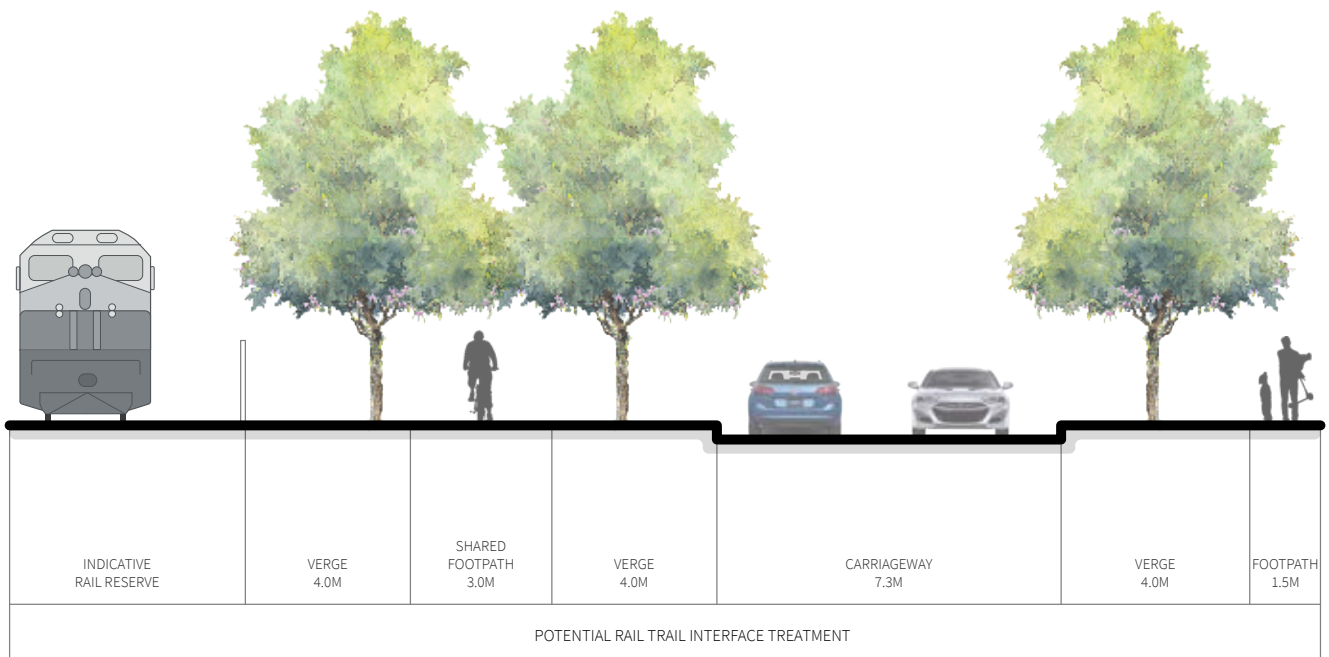 INDICATIVE
RAIL RESERVE
VERGE
4.0M
SHARED
FOOTPATH
3.0M
VERGE
4.0M
CARRIAGEWAY
7.3M
VERGE
4.0M
FOOTPATH
1.5M
POTENTIAL RAIL TRAIL INTERFACE TREATMENT